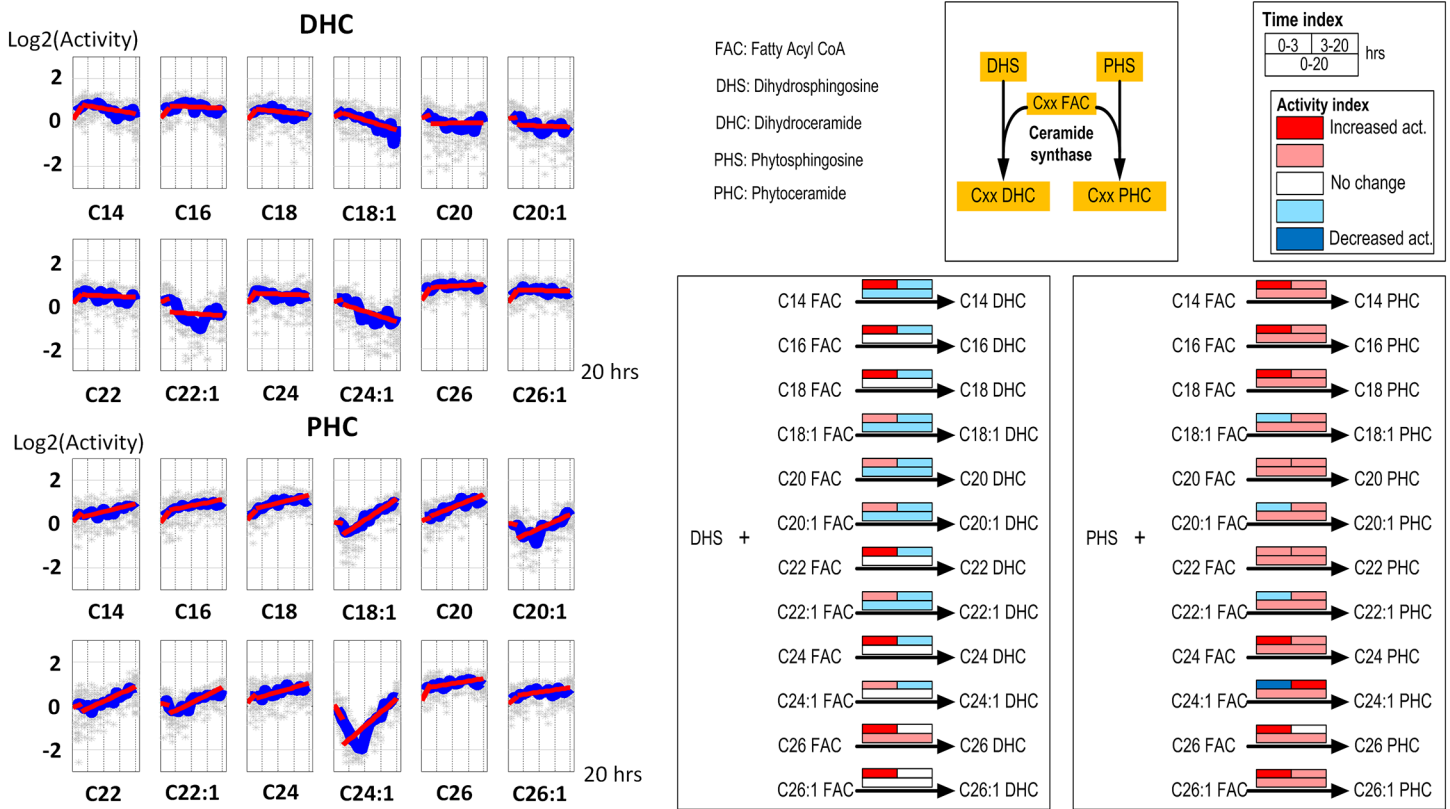 DHC
Log2(Activity)
2
0
-2
C14 C16 C18 C18:1 C20 C20:1
2
0
-2
20 hrs
C22 C22:1 C24 C24:1 C26 C26:1
PHC
Log2(Activity)
2
0
-2
C14 C16 C18 C18:1 C20 C20:1
2
0
-2
20 hrs
C22 C22:1 C24 C24:1 C26 C26:1
FAC: Fatty Acyl CoA
DHS: Dihydrosphingosine
DHC: Dihydroceramide
PHS: Phytosphingosine
PHC: Phytoceramide
DHS PHS
Cxx FAC
Ceramide
synthase
Cxx DHC Cxx PHC
Time index
0-3 3-20
hrs
0-20
Activity index
Increased act.
No change
Decreased act.
DHS +
C14 FAC C14 DHC
C16 FAC C16 DHC
C18 FAC C18 DHC
C18:1 FAC C18:1 DHC
C20 FAC C20 DHC
C20:1 FAC C20:1 DHC
C22 FAC C22 DHC
C22:1 FAC C22:1 DHC
C24 FAC C24 DHC
C24:1 FAC C24:1 DHC
C26 FAC C26 DHC
C26:1 FAC C26:1 DHC
PHS +
C14 FAC C14 PHC
C16 FAC C16 PHC
C18 FAC C18 PHC
C18:1 FAC C18:1 PHC
C20 FAC C20 PHC
C20:1 FAC C20:1 PHC
C22 FAC C22 PHC
C22:1 FAC C22:1 PHC
C24 FAC C24 PHC
C24:1 FAC C24:1 PHC
C26 FAC C26 PHC
C26:1 FAC C26:1 PHC